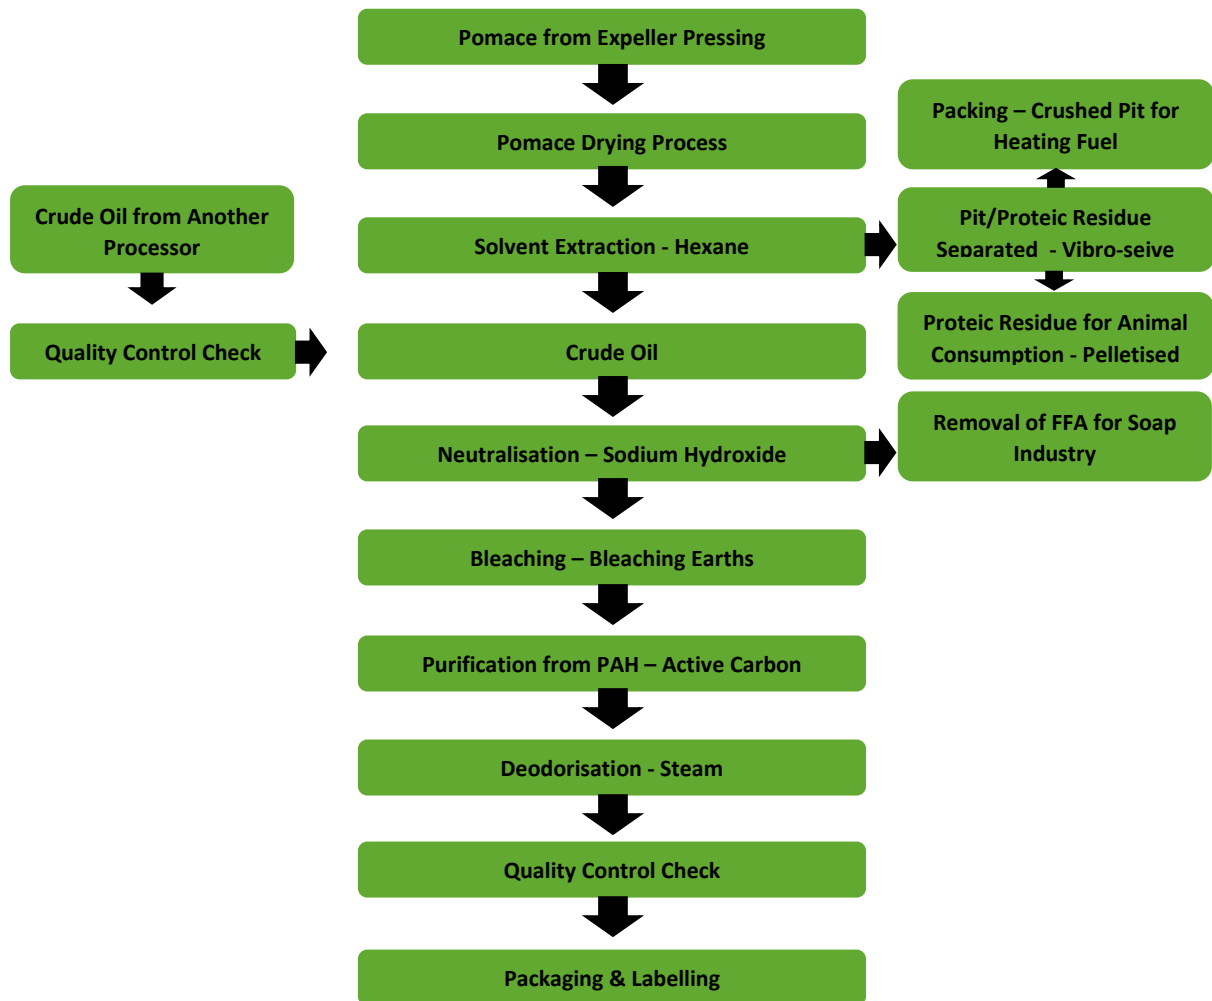 Pomace from Expeller Pressing
Packing – Crushed Pit for
Heating Fuel
Pomace Drying Process
Crude Oil from Another
Processor
Solvent Extraction - Hexane
Pit/Proteic Residue
Separated  - Vibro-seive
Quality Control Check
Crude Oil
Proteic Residue for Animal
Consumption - Pelletised
Neutralisation – Sodium Hydroxide
Removal of FFA for Soap
Industry
Bleaching – Bleaching Earths
Purification from PAH – Active Carbon
Deodorisation - Steam
Quality Control Check
Packaging & Labelling